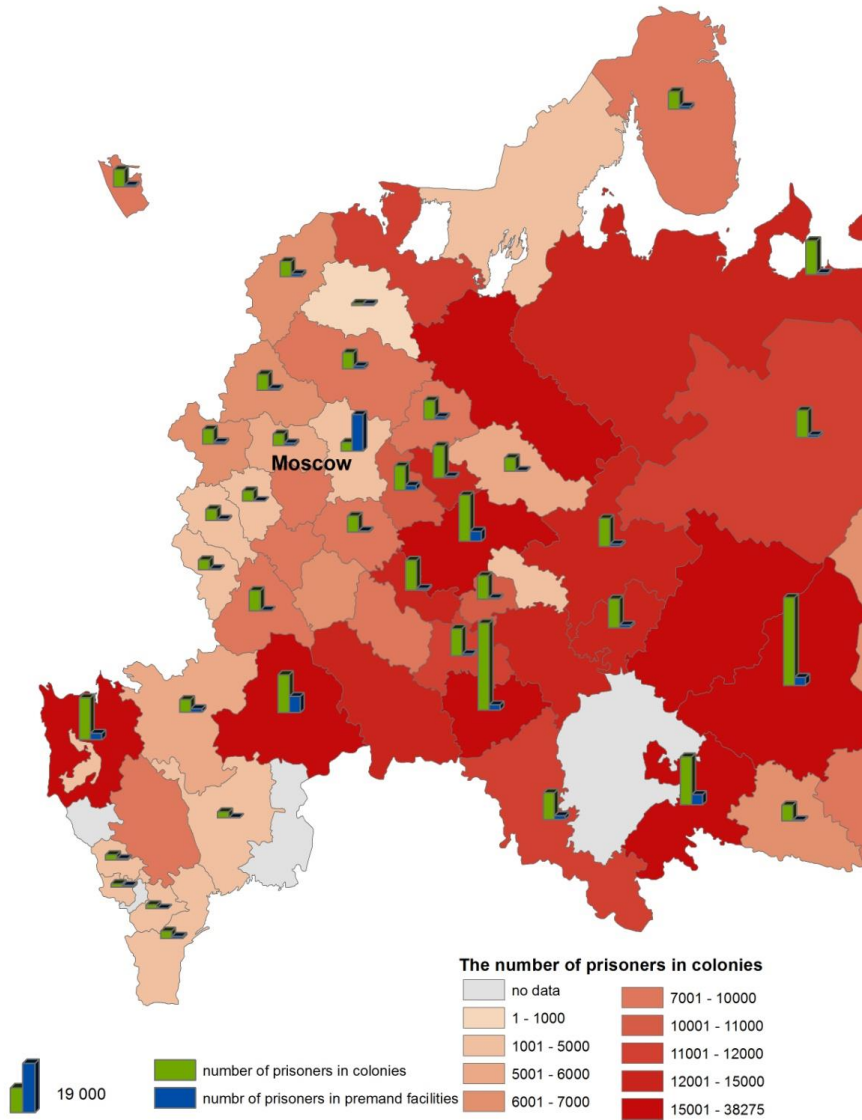 Moscow
The number of prisoners in colonies
no data
1 - 1000
1001 - 5000
5001 - 6000
6001 - 7000
7001 - 10000
10001 - 11000
11001 - 12000
12001 - 15000
15001 - 38275
19 000
number of prisoners in colonies
numbr of prisoners in premand facilities